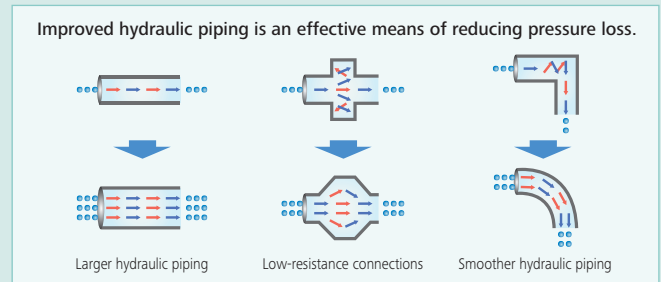 Improved hydraulic piping is an effective means of reducing pressure loss.
Larger hydraulic piping
Low-resistance connections
Smoother hydraulic piping